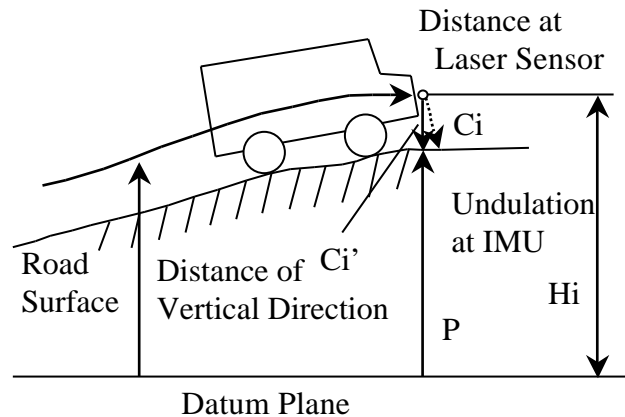 Distance at
Laser Sensor
Ci
Undulation
at IMU
Road
Surface
Distance of
Vertical Direction
Ci’
Hi
P
Datum Plane